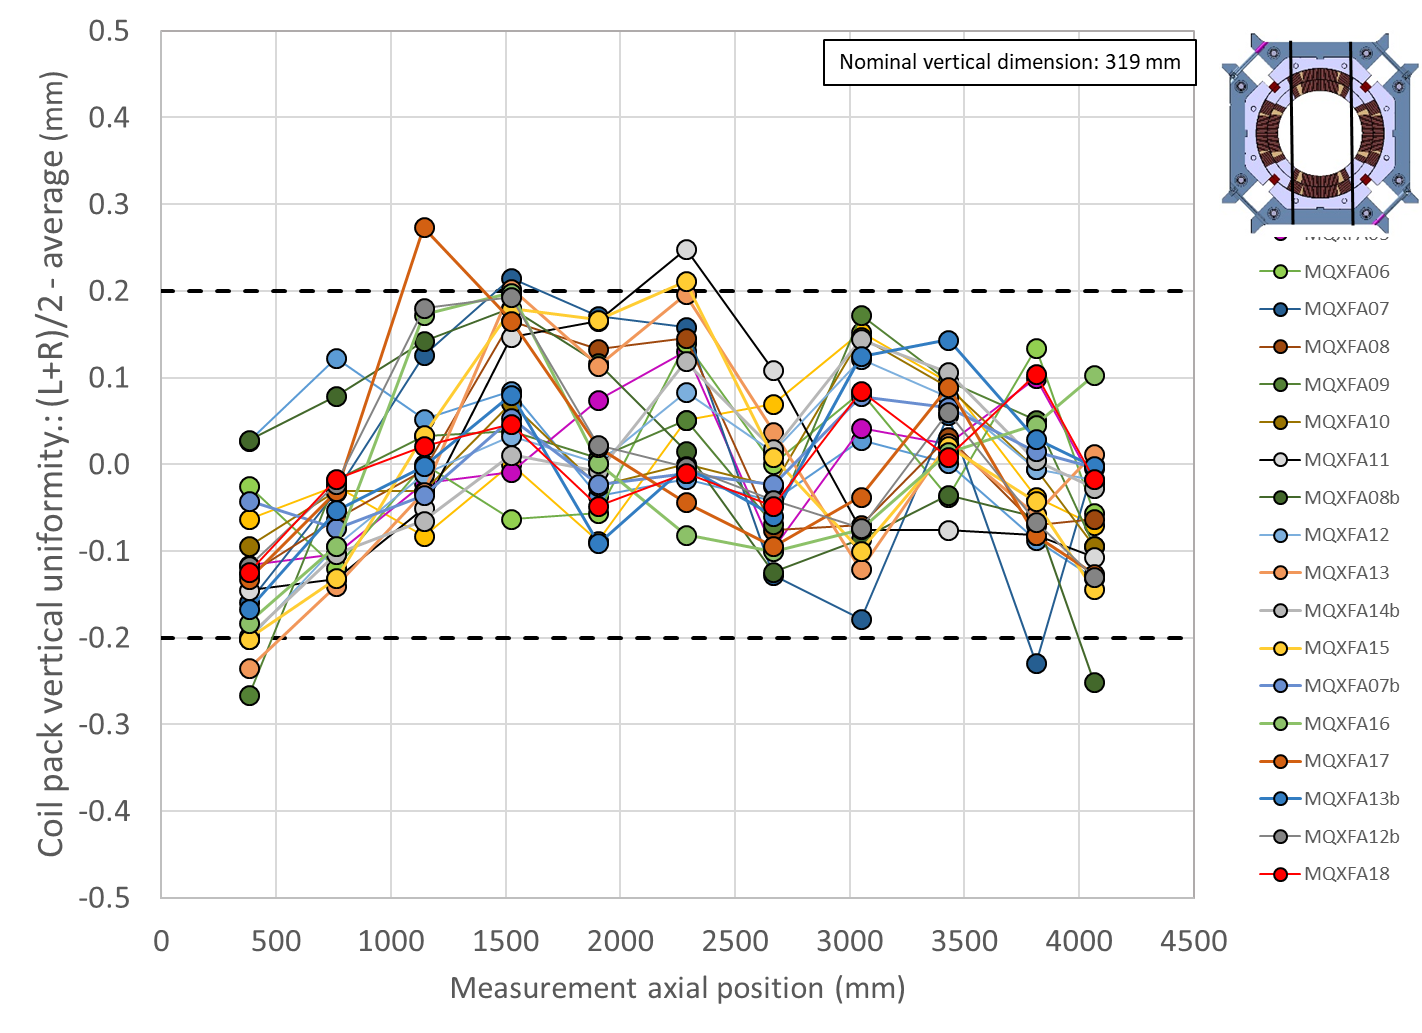 Coil pack vertical uniformity.: (L+R)/2 - average (mm)
0.5
0.4
0.3
0.2
0.1
0.0
-0.1
-0.2
-0.3
-0.4
-0.5
Nominal vertical dimension: 319 mm
0 500 1000 1500 2000 2500 3000 3500 4000 4500
Measurement axial position (mm)
MQXFA06
MQXFA07
MQXFA08
MQXFA09
MQXFA10
MQXFA11
MQXFA08b
MQXFA12
MQXFA13
MQXFA14b
MQXFA15
MQXFA07b
MQXFA16
MQXFA17
MQXFA13b
MQXFA12b
MQXFA18